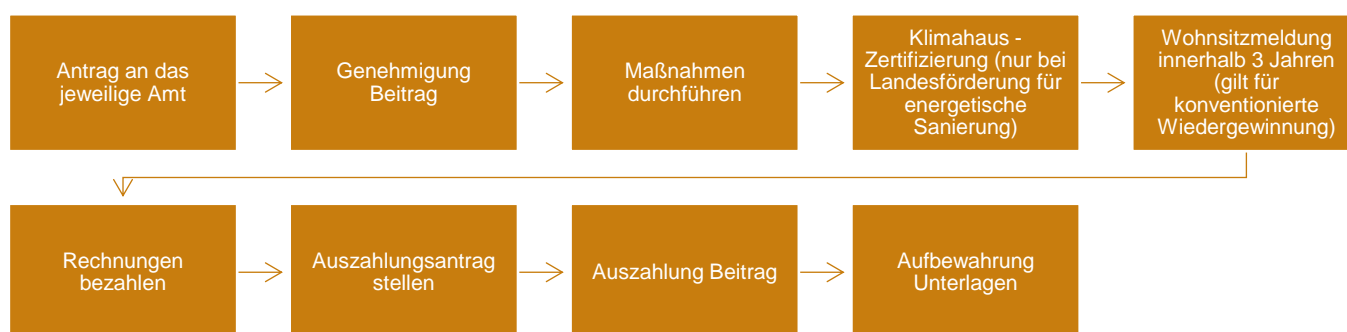 Antrag an das
jeweilige Amt
Genehmigung
Beitrag
Maßnahmen
durchführen
Klimahaus -
Zertifizierung (nur bei
Landesförderung für
energetische
Sanierung)
Wohnsitzmeldung
innerhalb 3 Jahren
(gilt für
konventionierte
Wiedergewinnung)
Rechnungen
bezahlen
Auszahlungsantrag
stellen
Auszahlung Beitrag
Aufbewahrung
Unterlagen